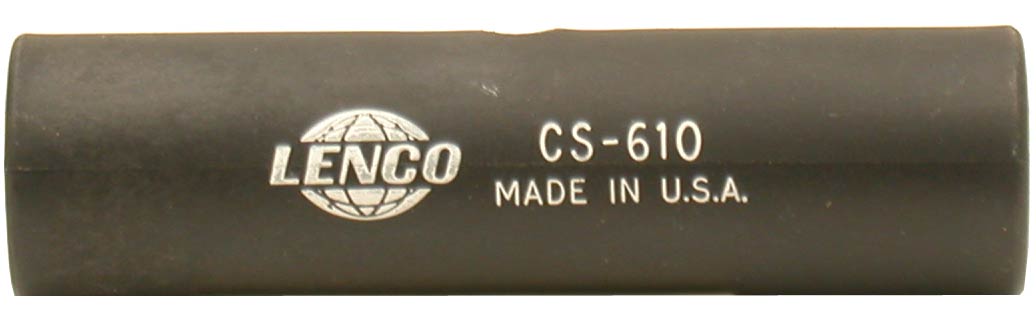 LENCO
CS-610
MADE IN U.S.A.